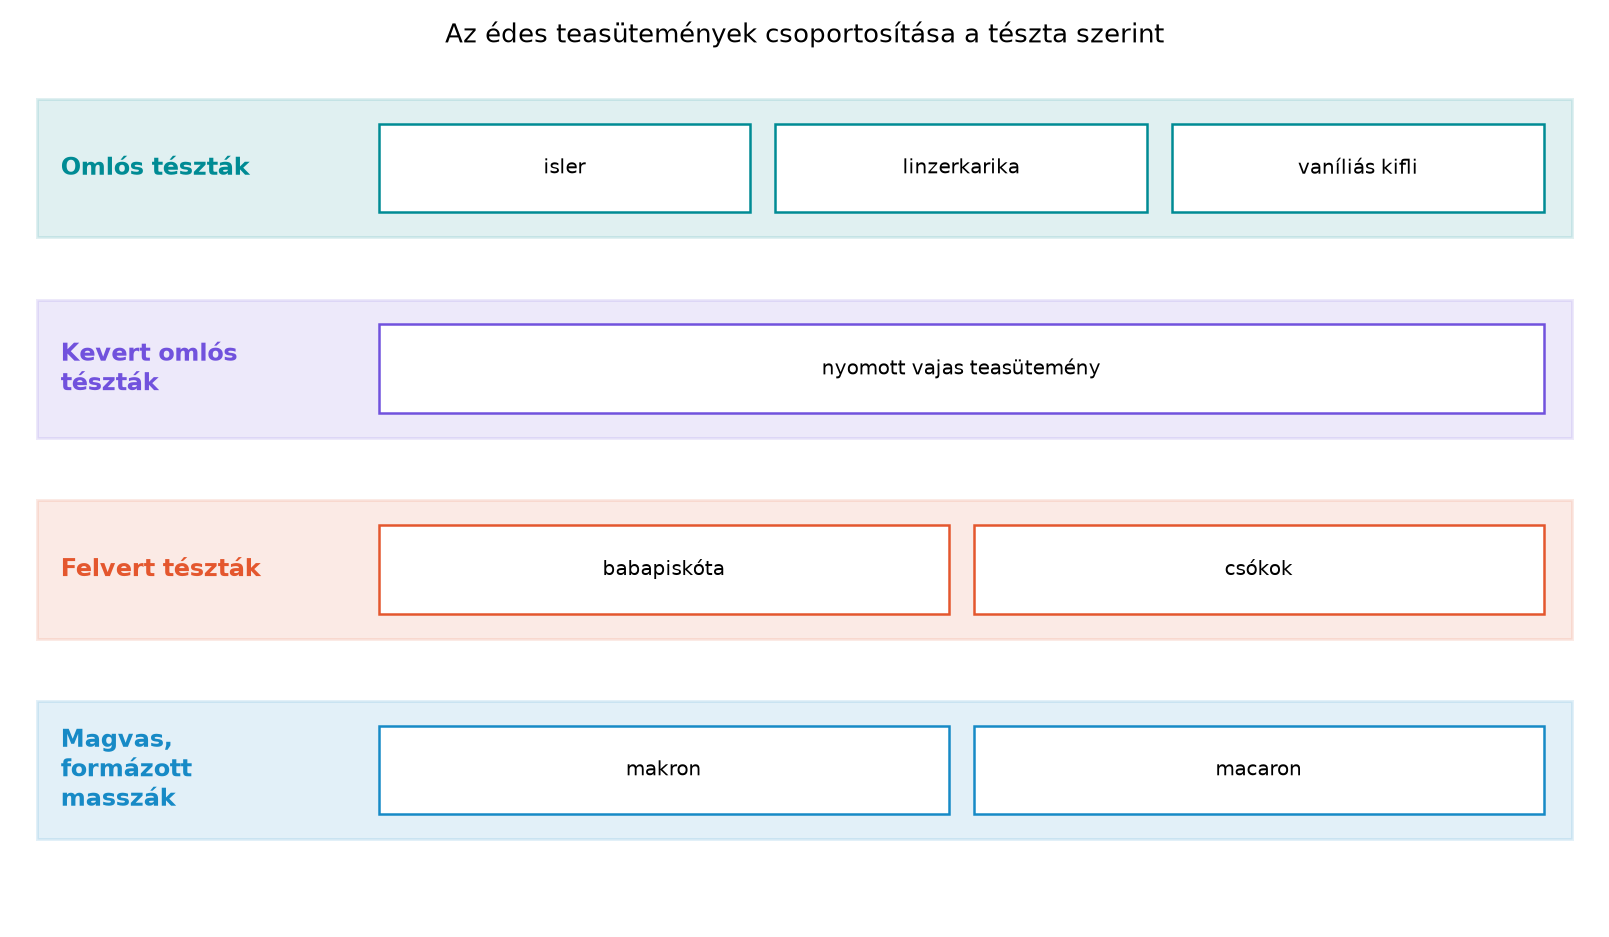 Az édes teasütemények csoportosítása a tészta szerint
Omlós tészták
isler
linzerkarika
vaníliás kifli
Kevert omlós
tészták
nyomott vajas teasütemény
Felvert tészták
babapiskóta
csókok
Magvas,
formázott
masszák
makron
macaron